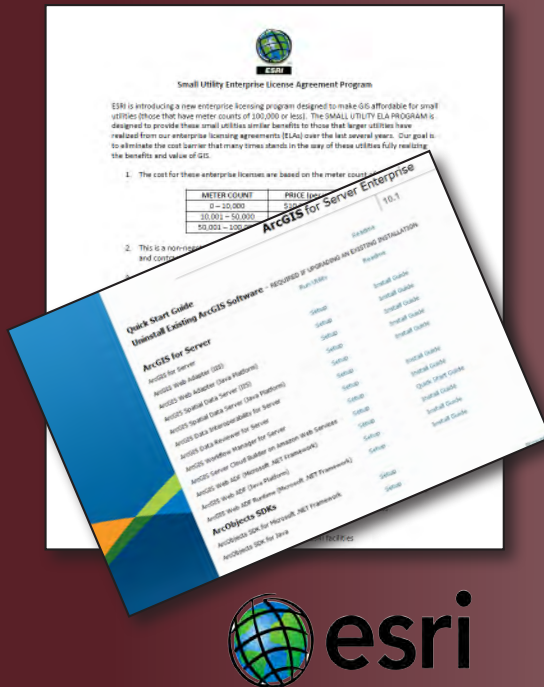 ESRI
Small Utility Enterprise License Agreement Program
ESRI is introducing a new enterprise licensing program designed to make GIS affordable for small
utilities (those that have meter counts of 100,000 or less). The SMALL UTILITY ELA PROGRAM is
designed to provide these small utilities similar benefits to those that larger utilities have
realized from our enterprise licensing agreements (ELAs) over the last several years. Our goal is
to eliminate the cost barrier that many times stands in the way of these utilities fully realizing
the benefits and value of GIS.
1. The cost for these enterprise licenses are based on the meter count
METER COUNT PRICE
0 – 10,000
10,001 – 50,000
50,001 –
2. This is a
and
ArcGIS for Server Enterprise
10.1
Quick Start Guide Readme
Uninstall Existing ArcGIS Software - REQUIRED IF UPGRADING AN EXISTING INSTALLATION
Run Utility Readme
ArcGIS for Server
ArcGIS for Server Setup Install Guide
ArcGIS Web Adapter (IIS) Setup Install Guide
ArcGIS Web Adapter (Java Platform) Setup Install Guide
ArcGIS Spatial Data Server (IIS) Setup Install Guide
ArcGIS Spatial Data Server (Java Platform) Setup
ArcGIS Data Interoperability for Server Setup Install Guide
ArcGIS Data Reviewer for Server Setup Install Guide
ArcGIS Workflow Manager for Server Setup Quick Start Guide
ArcGIS Server Cloud Builder on Amazon Web Services Setup Install Guide
ArcGIS Web ADF (Microsoft .NET Framework) Setup Install Guide
ArcGIS Web ADF (Java Platform) Setup Install Guide
ArcGIS Web ADF Runtime (Microsoft .NET Framework) Setup
ArcObjects SDKs
ArcObjects SDK for Microsoft .NET Framework Setup
ArcObjects SDK for Java Setup
facilities
esri